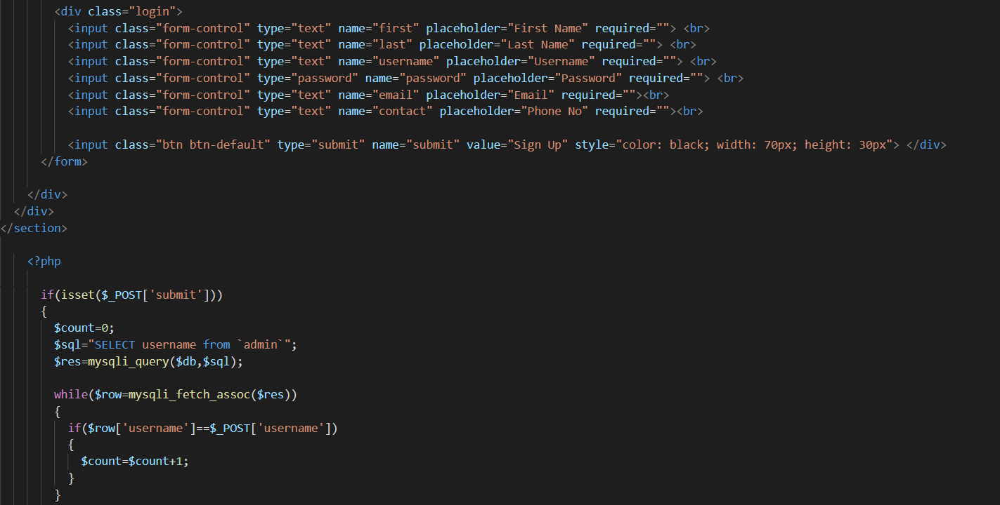 <div class="login">
<input class="form-control" type="text" name="first" placeholder="First Name" required=""> <br>
<input class="form-control" type="text" name="last" placeholder="Last Name" required=""> <br>
<input class="form-control" type="text" name="username" placeholder="Username" required=""> <br>
<input class="form-control" type="password" name="password" placeholder="Password" required=""> <br>
<input class="form-control" type="text" name="email" placeholder="Email" required=""><br>
<input class="form-control" type="text" name="contact" placeholder="Phone No" required=""><br>
<input class="btn btn-default" type="submit" name="submit" value="Sign Up" style="color: black; width: 70px; height: 30px"> </div>
</form>
</div>
</div>
</section>
<?php
if(isset($_POST['submit']))
{
$count=0;
$sql="SELECT username from `admin`";
$res=mysqli_query($db,$sql);
while($row=mysqli_fetch_assoc($res))
{
if($row['username']==$_POST['username'])
{
$count=$count+1;
}
}